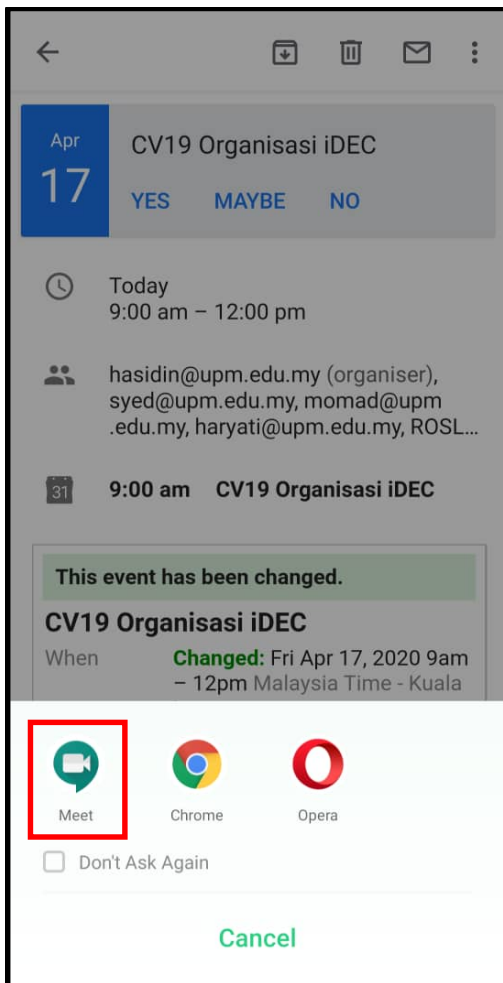 Apr
17
CV19 Organisasi iDEC
YES MAYBE NO
Today
9:00 am – 12:00 pm
hasidin@upm.edu.my (organiser),
syed@upm.edu.my, momad@upm
.edu.my, haryati@upm.edu.my, ROSL...
31
9:00 am CV19 Organisasi iDEC
This event has been changed.
CV19 Organisasi iDEC
When Changed: Fri Apr 17, 2020 9am
– 12pm Malaysia Time - Kuala
Meet Chrome Opera
Don't Ask Again
Cancel